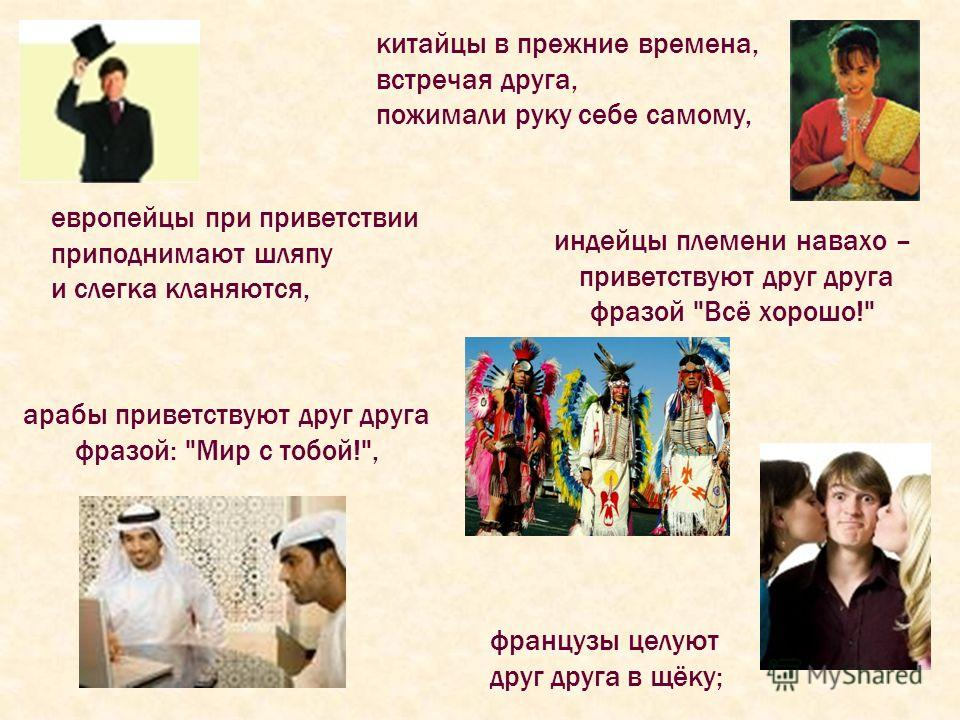 китайцы в прежние времена,
встречая друга,
пожимали руку себе самому,
европейцы при приветствии
приподнимают шляпу
и слегка кланяются,
индейцы племени навахо –
приветствуют друг друга
фразой "Всё хорошо!"
арабы приветствуют друг друга
фразой: "Мир с тобой!",
французы целуют
друг друга в щёку;
MyShared